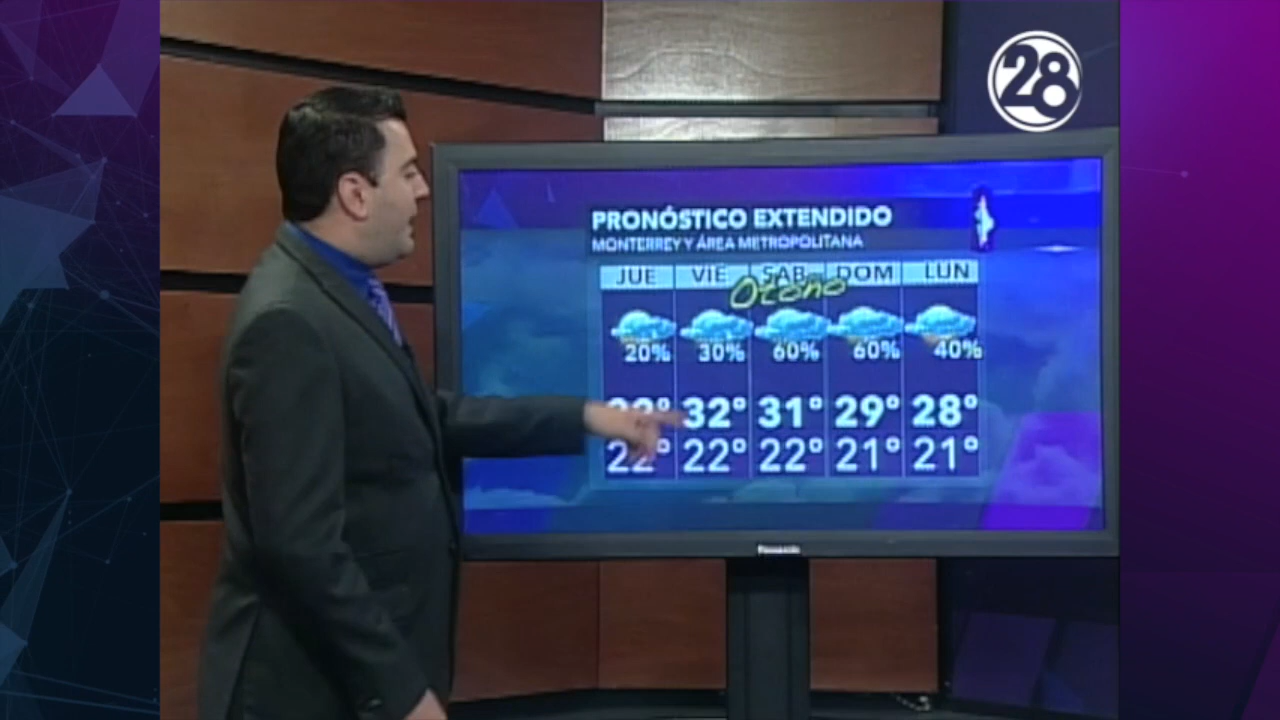 28
PRONÓSTICO EXTENDIDO
MONTERREY Y ÁREA METROPOLITANA
JUE VIE SAB DOM LUN
Otoño
20% 30% 60% 60% 40%
32° 31° 29° 28°
22° 22° 22° 21° 21°
Panasonic